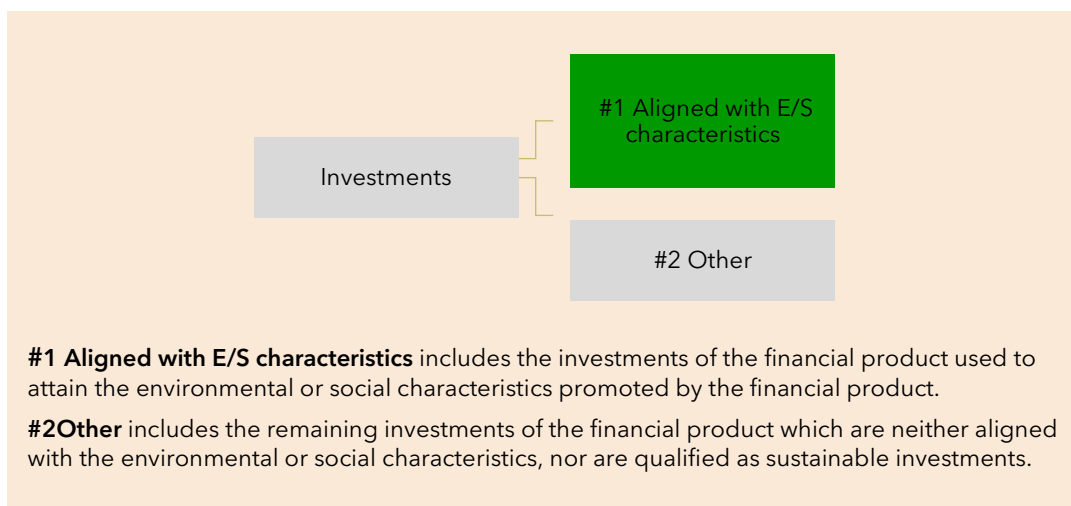 #1 Aligned with E/S
characteristics
Investments
#2 Other
#1 Aligned with E/S characteristics includes the investments of the financial product used to
attain the environmental or social characteristics promoted by the financial product.
#2Other includes the remaining investments of the financial product which are neither aligned
with the environmental or social characteristics, nor are qualified as sustainable investments.